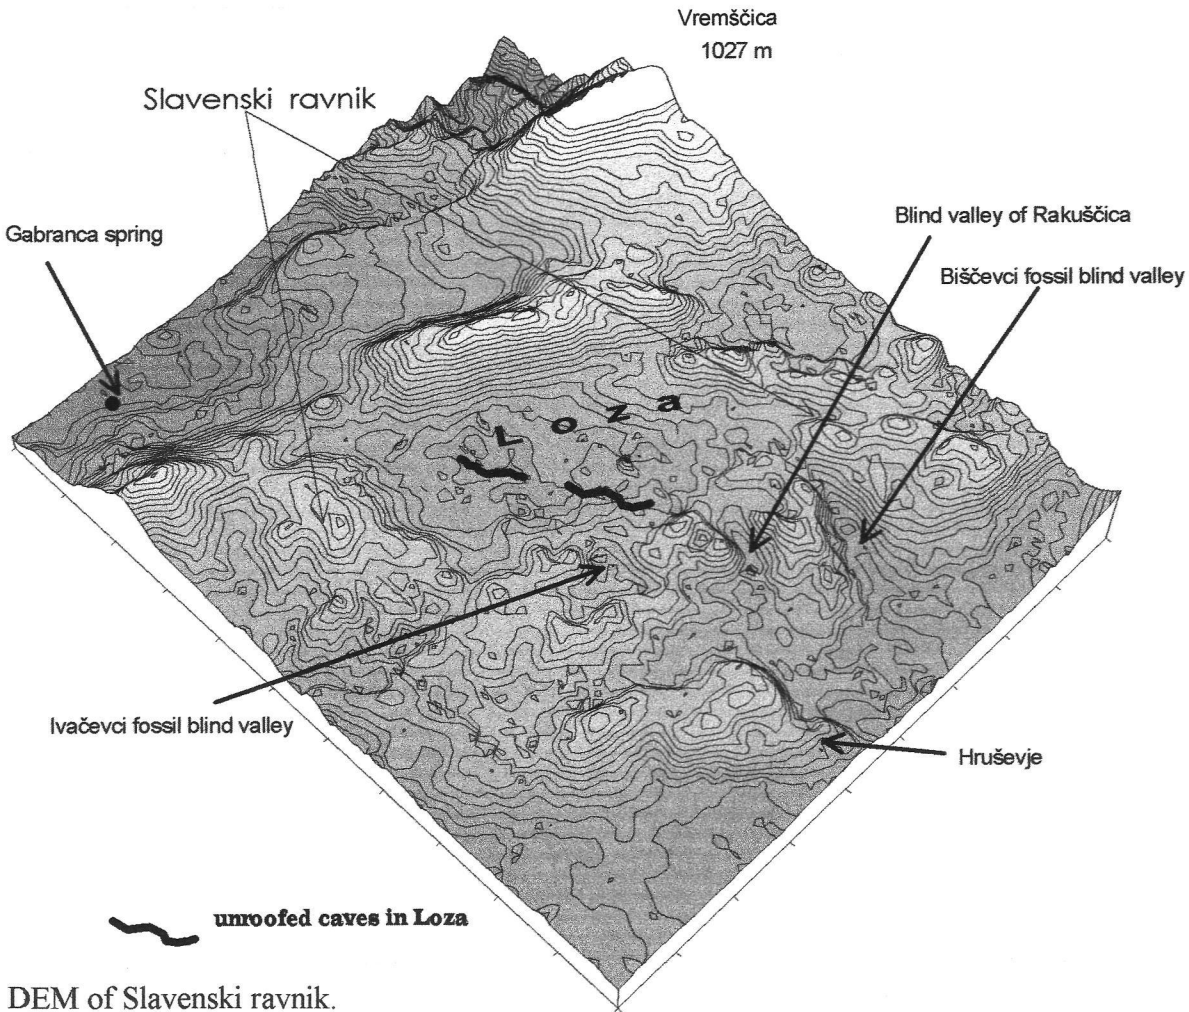 Vremščica
1027 m
Slavenski ravnik
Blind valley of Rakuščica
Gabranca spring
Biščevci fossil blind valley
L o z a
Ivačevci fossil blind valley
Hruševje
unroofed caves in Loza
DEM of Slavenski ravnik.